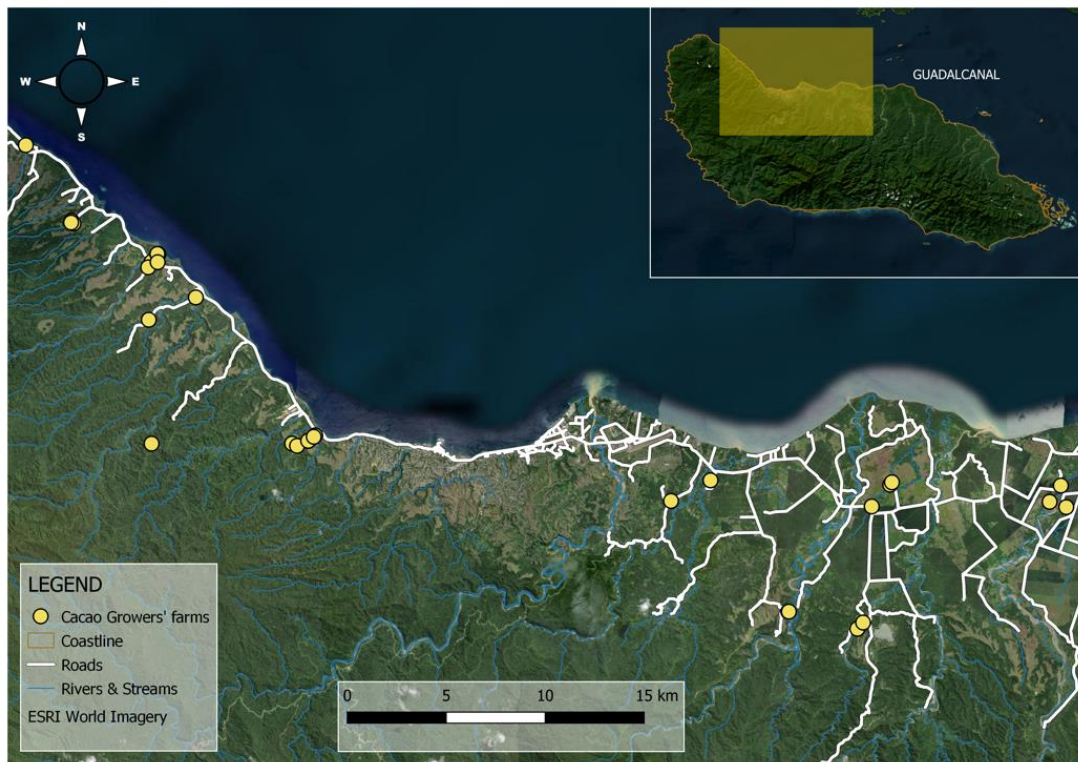 N
W E
S
GUADALCANAL
LEGEND
Cacao Growers' farms
Coastline
Roads
Rivers & Streams
ESRI World Imagery
0 5 10 15 km